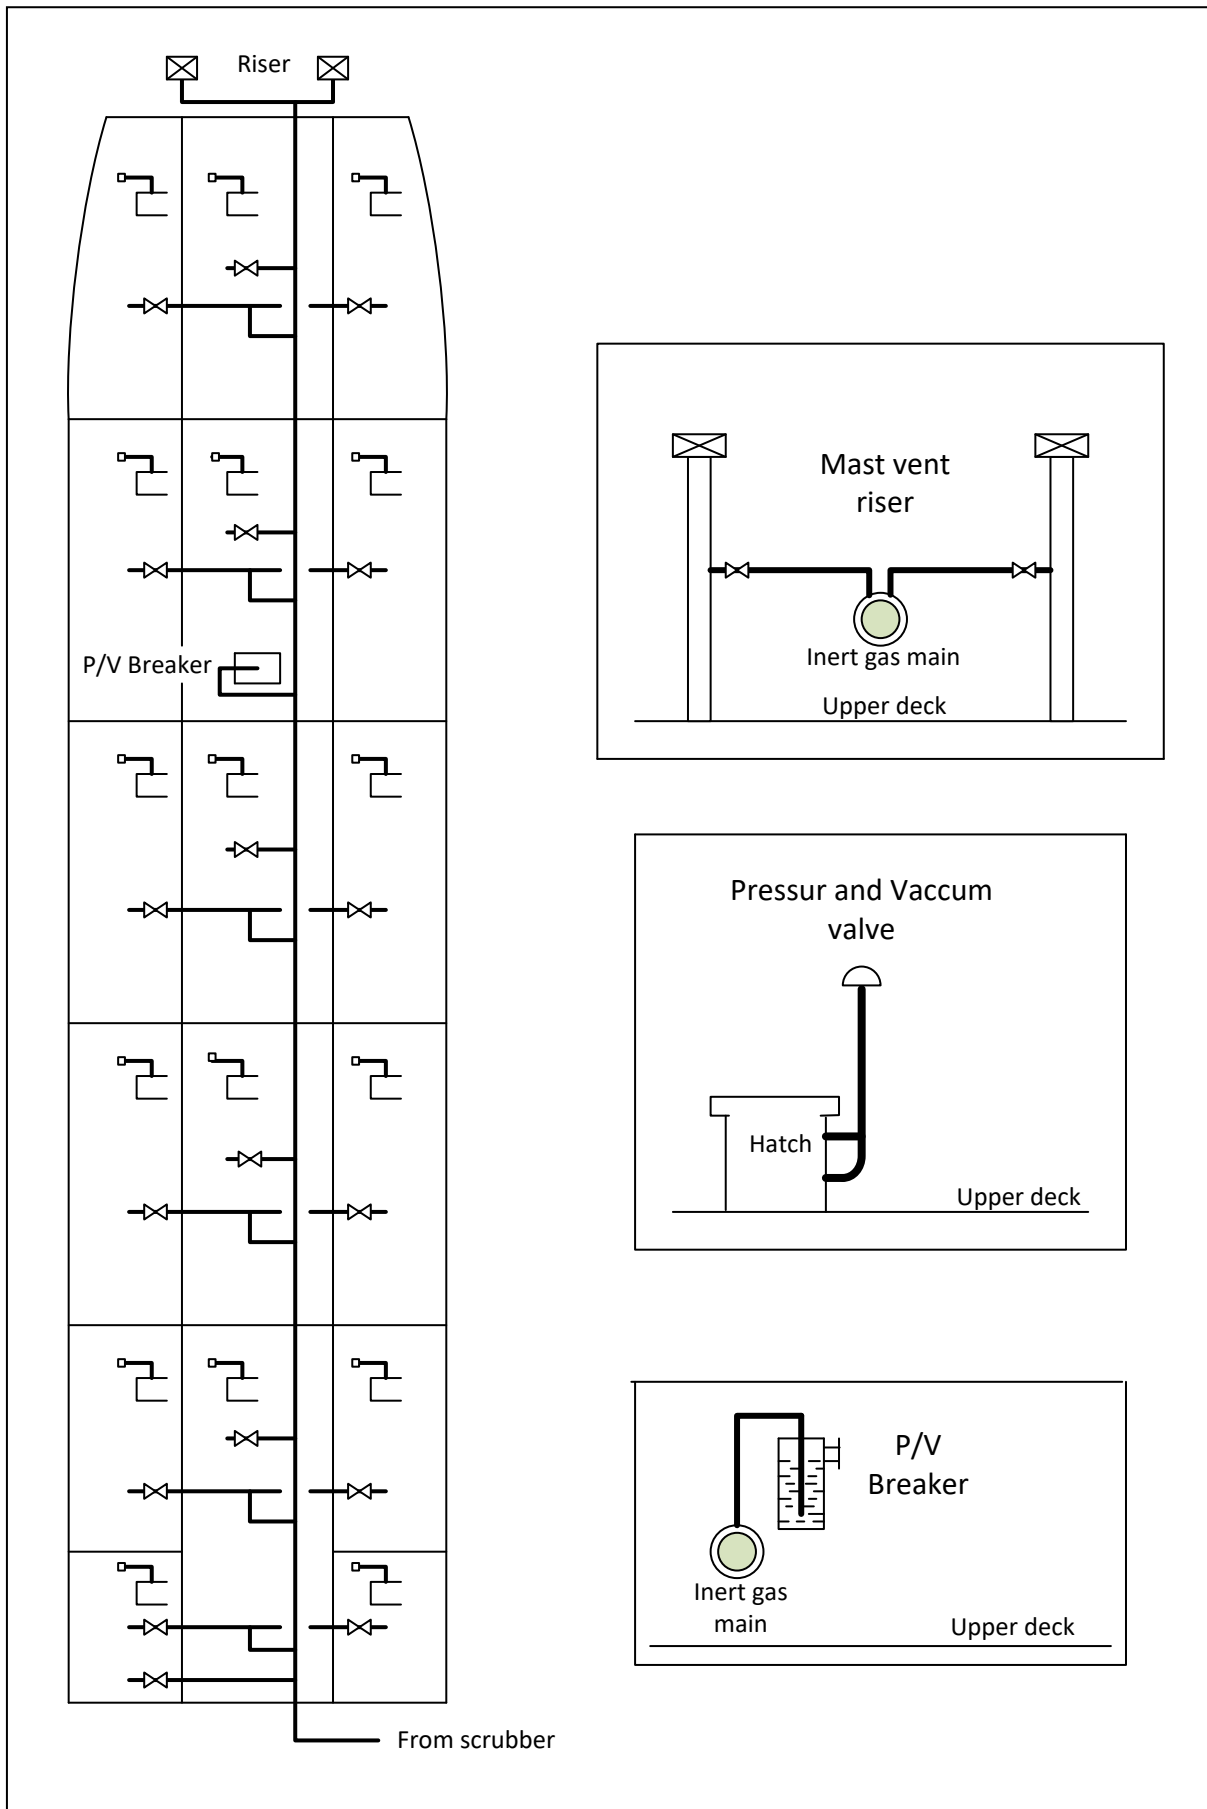 Riser
P/V Breaker
From scrubber
Mast vent
riser
Inert gas main
Upper deck
Pressur and Vaccum
valve
Hatch
Upper deck
P/V
Breaker
Inert gas
main
Upper deck